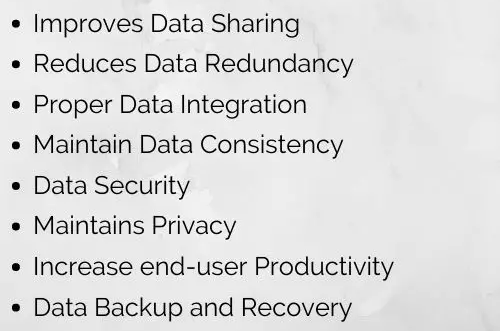 • Improves Data Sharing
• Reduces Data Redundancy
• Proper Data Integration
• Maintain Data Consistency
• Data Security
• Maintains Privacy
• Increase end-user Productivity
• Data Backup and Recovery